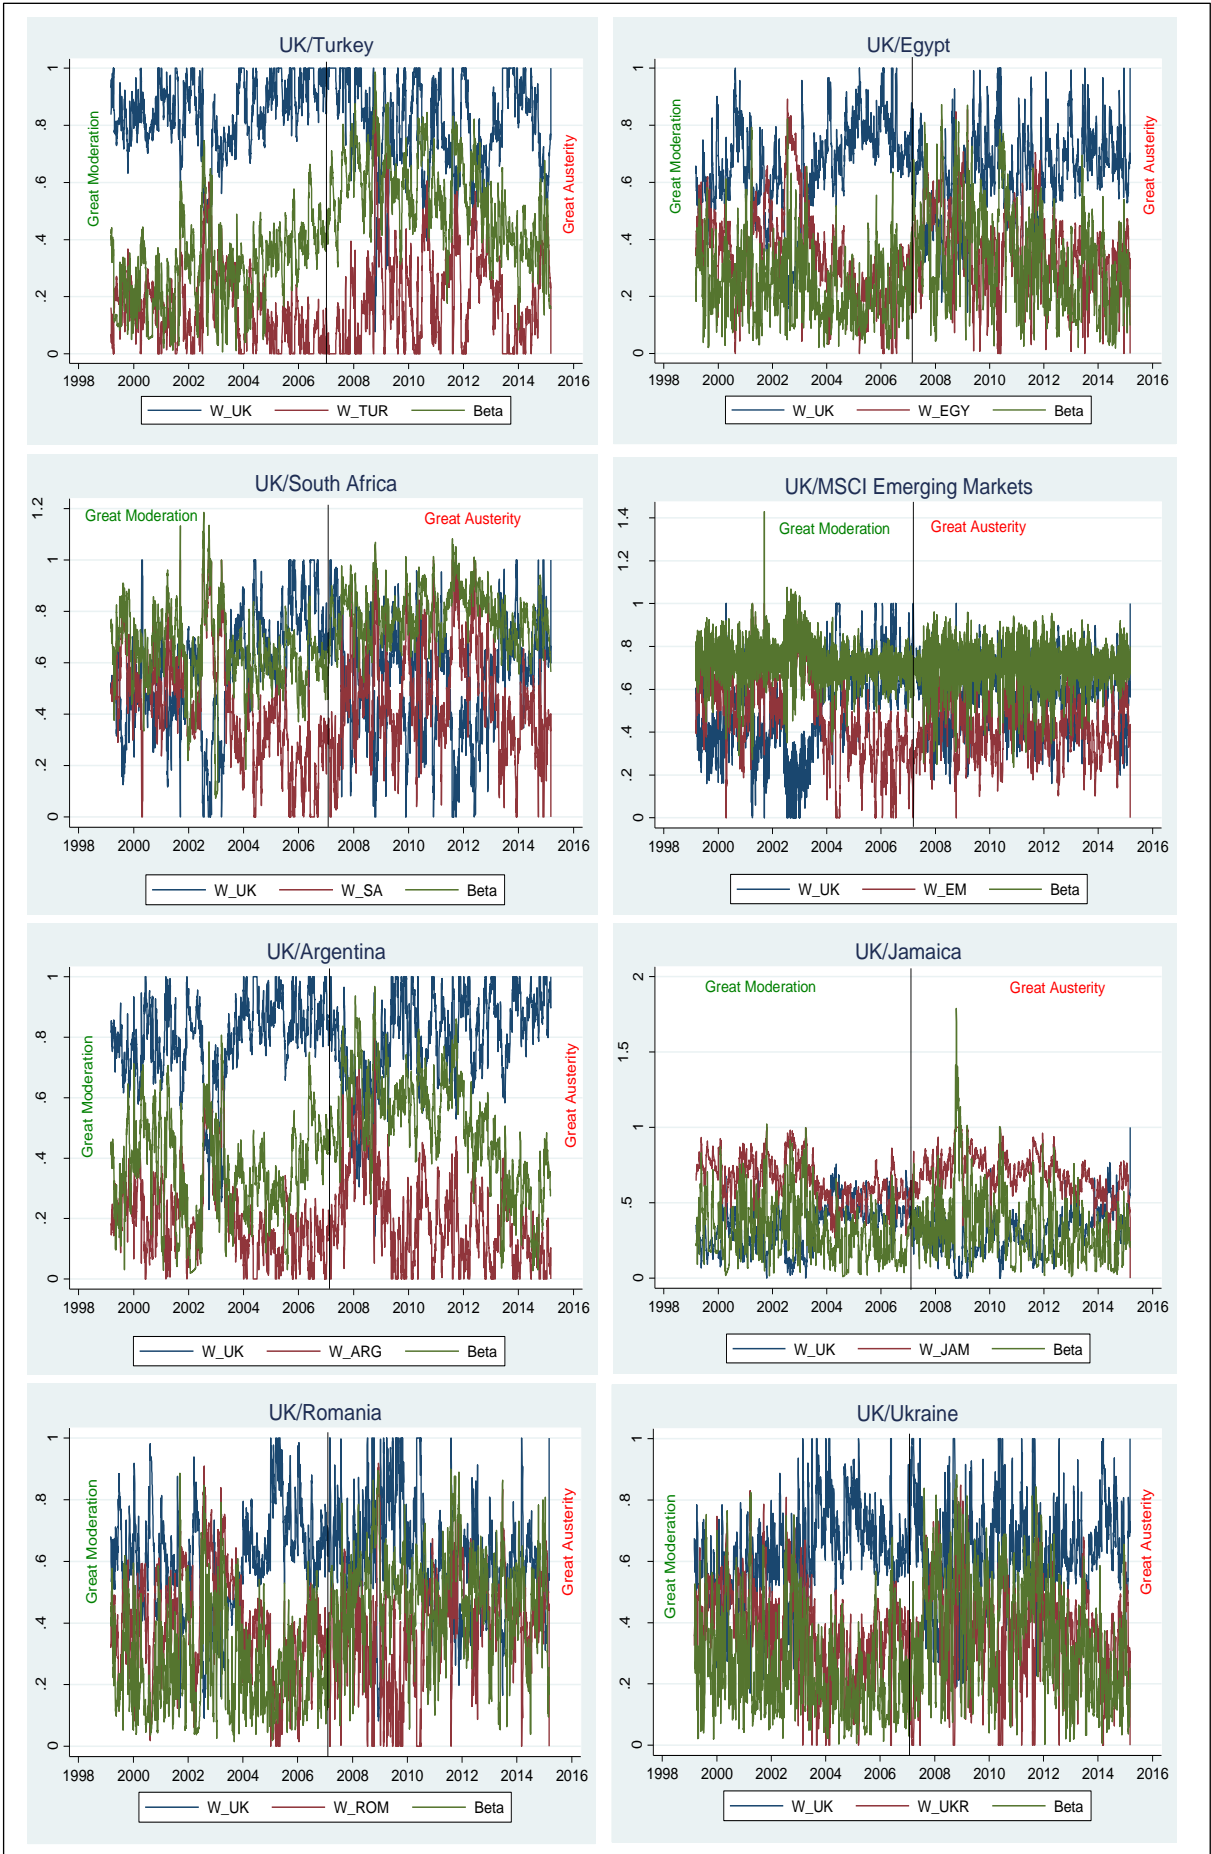 UK/Turkey
1
.8
.6
.4
.2
0
Great Moderation
Great Austerity
1998 2000 2002 2004 2006 2008 2010 2012 2014 2016
W_UK W_TUR Beta
UK/Egypt
1
.8
.6
.4
.2
0
Great Moderation
Great Austerity
1998 2000 2002 2004 2006 2008 2010 2012 2014 2016
W_UK W_EGY Beta
UK/South Africa
1.2
1
.8
.6
.4
.2
0
Great Moderation
Great Austerity
1998 2000 2002 2004 2006 2008 2010 2012 2014 2016
W_UK W_SA Beta
UK/MSCI Emerging Markets
1.4
1.2
1
.8
.6
.4
.2
0
Great Moderation
Great Austerity
1998 2000 2002 2004 2006 2008 2010 2012 2014 2016
W_UK W_EM Beta
UK/Argentina
1
.8
.6
.4
.2
0
Great Moderation
Great Austerity
1998 2000 2002 2004 2006 2008 2010 2012 2014 2016
W_UK W_ARG Beta
UK/Jamaica
2
1.5
1
.5
0
Great Moderation
Great Austerity
1998 2000 2002 2004 2006 2008 2010 2012 2014 2016
W_UK W_JAM Beta
UK/Romania
1
.8
.6
.4
.2
0
Great Moderation
Great Austerity
1998 2000 2002 2004 2006 2008 2010 2012 2014 2016
W_UK W_ROM Beta
UK/Ukraine
1
.8
.6
.4
.2
0
Great Moderation
Great Austerity
1998 2000 2002 2004 2006 2008 2010 2012 2014 2016
W_UK W_UKR Beta